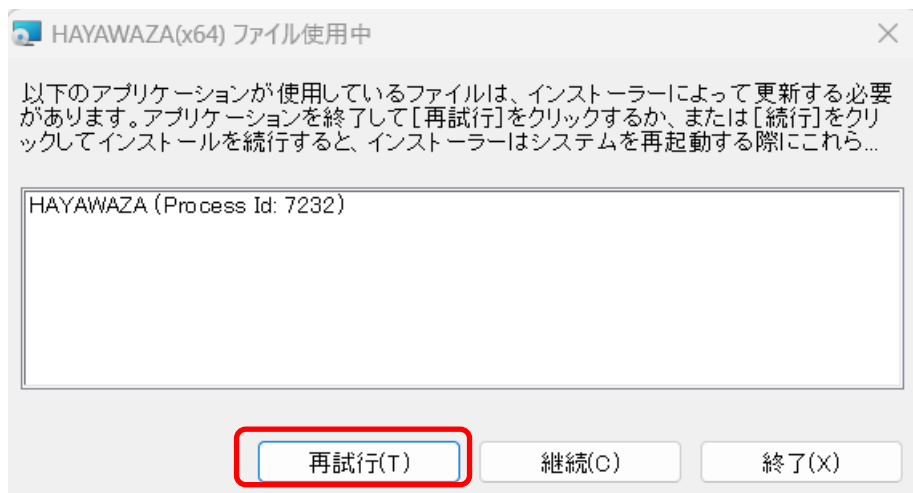 HAYAWAZA(x64) ファイル使用中
以下のアプリケーションが使用しているファイルは、インストーラーによって更新する必要
があります。アプリケーションを終了して[再試行]をクリックするか、または[続行]をクリ
ックしてインストールを続行すると、インストーラーはシステムを再起動する際にこれら...
HAYAWAZA (Process Id: 7232)
再試行(T)
継続(C)
終了(X)